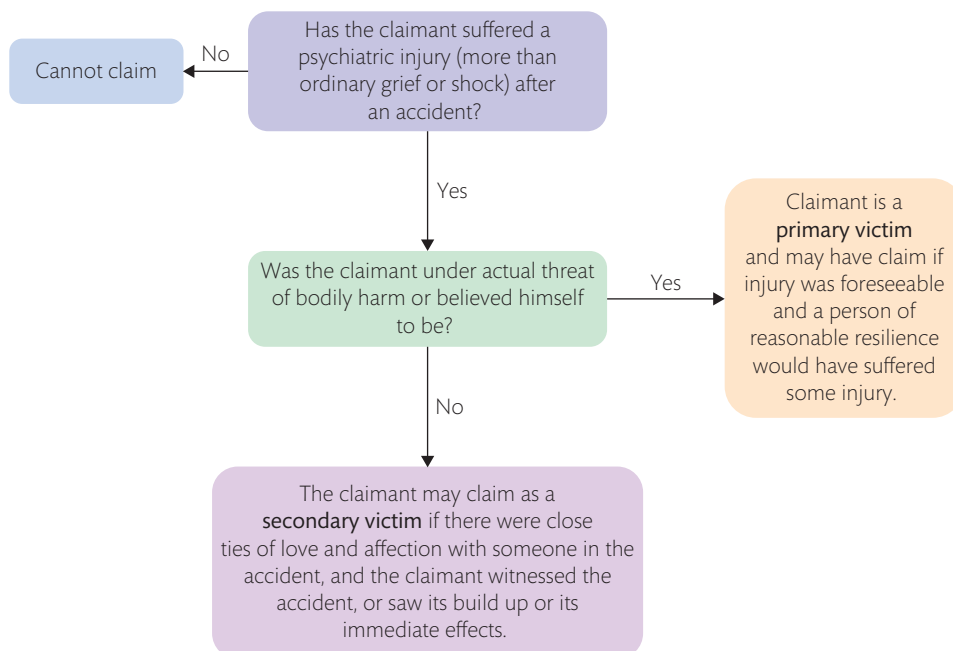 Has the claimant suffered a
psychiatric injury (more than
ordinary grief or shock) after
an accident?
No
Cannot claim
Yes
Was the claimant under actual threat
of bodily harm or believed himself
to be?
Yes
Claimant is a
primary victim
and may have claim if
injury was foreseeable
and a person of
reasonable resilience
would have suffered
some injury.
No
The claimant may claim as a
secondary victim if there were close
ties of love and affection with someone in the
accident, and the claimant witnessed the
accident, or saw its build up or its
immediate effects.